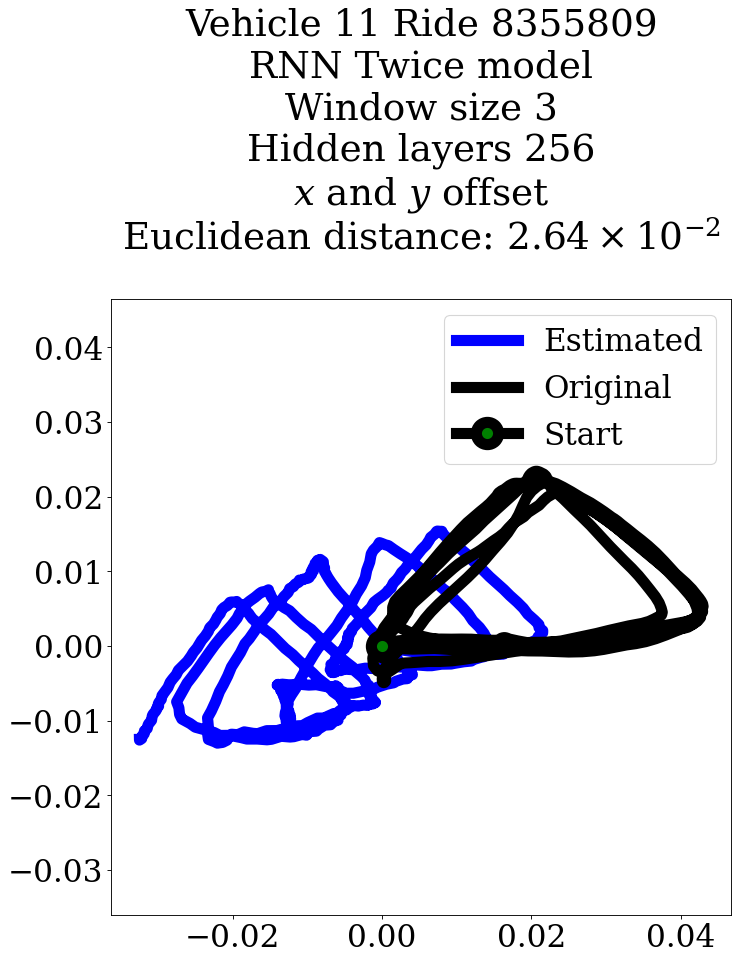 Vehicle 11 Ride 8355809
RNN Twice model
Window size 3
Hidden layers 256
x and y offset
Euclidean distance: 2.64 × 10⁻²
Estimated
Original
Start
0.04
0.03
0.02
0.01
0.00
−0.01
−0.02
−0.03
−0.02 0.00 0.02 0.04